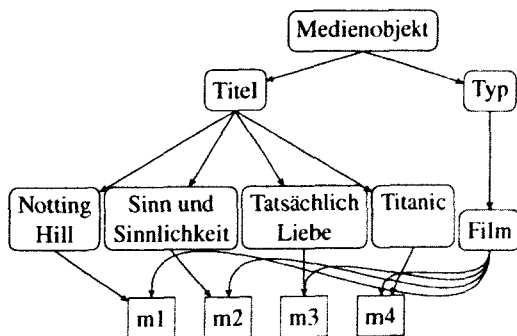 Medienobjekt
Titel
Typ
Notting
Hill
Sinn und
Sinnlichkeit
Tatsächlich
Liebe
Titanic
Film
m1
m2
m3
m4